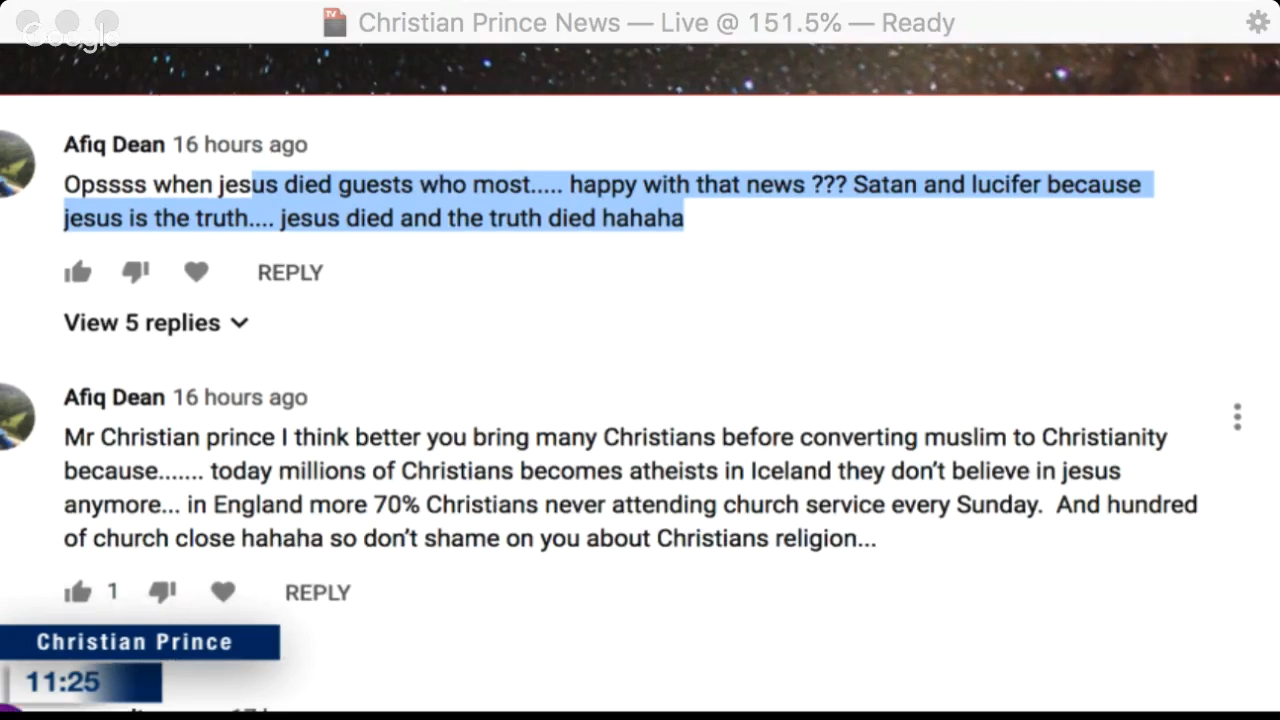 Christian Prince News — Live @ 151.5% — Ready
Google
Afiq Dean 16 hours ago
Opssss when jesus died guests who most..... happy with that news ??? Satan and lucifer because
jesus is the truth.... jesus died and the truth died hahaha
REPLY
View 5 replies
Afiq Dean 16 hours ago
Mr Christian prince I think better you bring many Christians before converting muslim to Christianity
because....... today millions of Christians becomes atheists in Iceland they don’t believe in jesus
anymore... in England more 70% Christians never attending church service every Sunday.  And hundred
of church close hahaha so don’t shame on you about Christians religion...
1 REPLY
Christian Prince
11:25